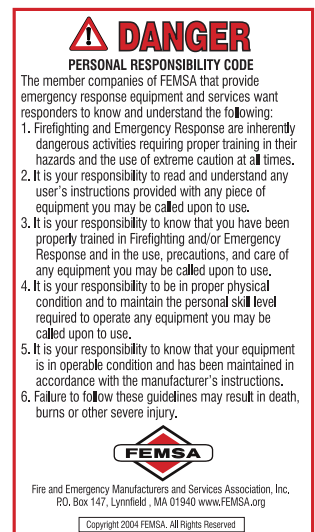 DANGER
PERSONAL RESPONSIBILITY CODE
The member companies of FEMSA that provide
emergency response equipment and services want
responders to know and understand the following:
1. Firefighting and Emergency Response are inherently
dangerous activities requiring proper training in their
hazards and the use of extreme caution at all times.
2. It is your responsibility to read and understand any
user's instructions provided with any piece of
equipment you may be called upon to use.
3. It is your responsibility to know that you have been
properly trained in Firefighting and/or Emergency
Response and in the use, precautions, and care of
any equipment you may be called upon to use.
4. It is your responsibility to be in proper physical
condition and to maintain the personal skill level
required to operate any equipment you may be
called upon to use.
5. It is your responsibility to know that your equipment
is in operable condition and has been maintained in
accordance with the manufacturer's instructions.
6. Failure to follow these guidelines may result in death,
burns or other severe injury.
FEMSA
Fire and Emergency Manufacturers and Services Association, Inc.
P.O. Box 147, Lynnfield , MA 01940 www.FEMSA.org
Copyright 2004 FEMSA. All Rights Reserved